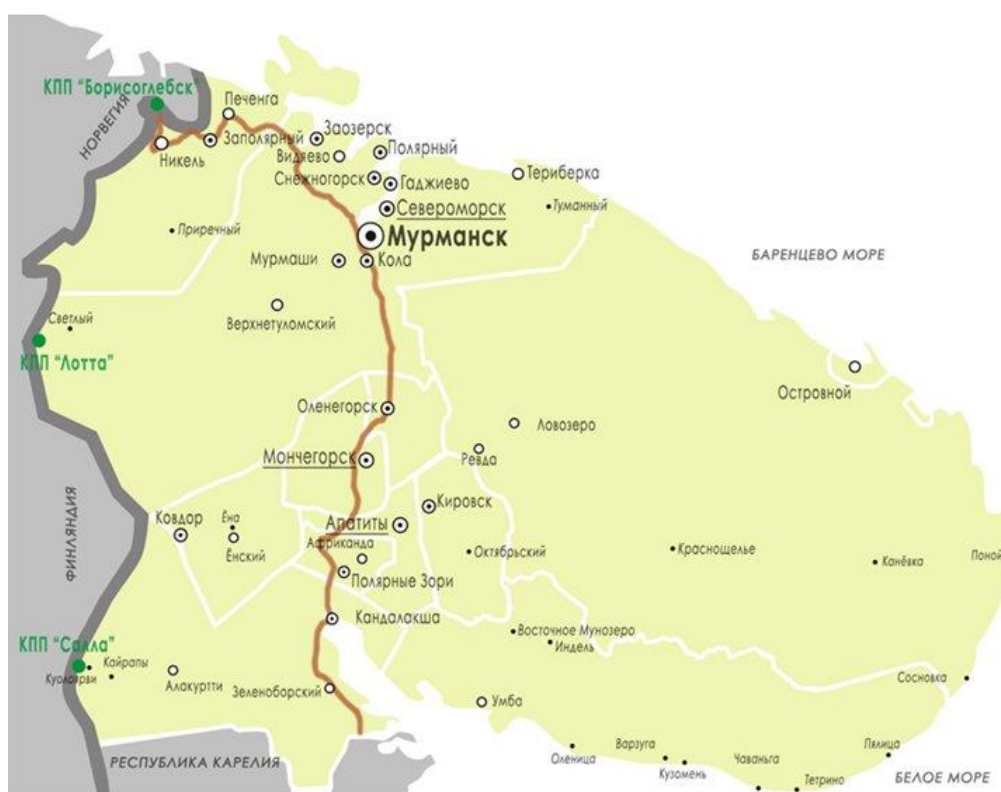 КПП "Борисоглебск"
НОРВЕГИЯ
Печенга
Никель
Заполярный
Заозерск
Видяево
Полярный
Снежногорск
Гаджиево
Териберка
Туманный
Североморск
Приречный
Мурманск
БАРЕНЦЕВО МОРЕ
Мурмаши
Кола
Светлый
Верхнетуломский
КПП "Лотта"
Островной
Оленегорск
Ловозеро
Мончегорск
Ревда
ФИНЛЯНДИЯ
Ковдор
Ёна
Ёнский
Кировск
Апатиты
Африканда
Октябрьский
Краснощелье
Канёвка
Поной
Полярные Зори
Кандалакша
КПП "Салла"
Кайрапы
Куолоярви
Алакуртти
Восточное Мунозеро
Индель
Зеленоборский
Умба
Сосновка
РЕСПУБЛИКА КАРЕЛИЯ
Оленица
Варзуга
Кузомень
Чаваньга
Тетрино
Пялица
БЕЛОЕ МОРЕ